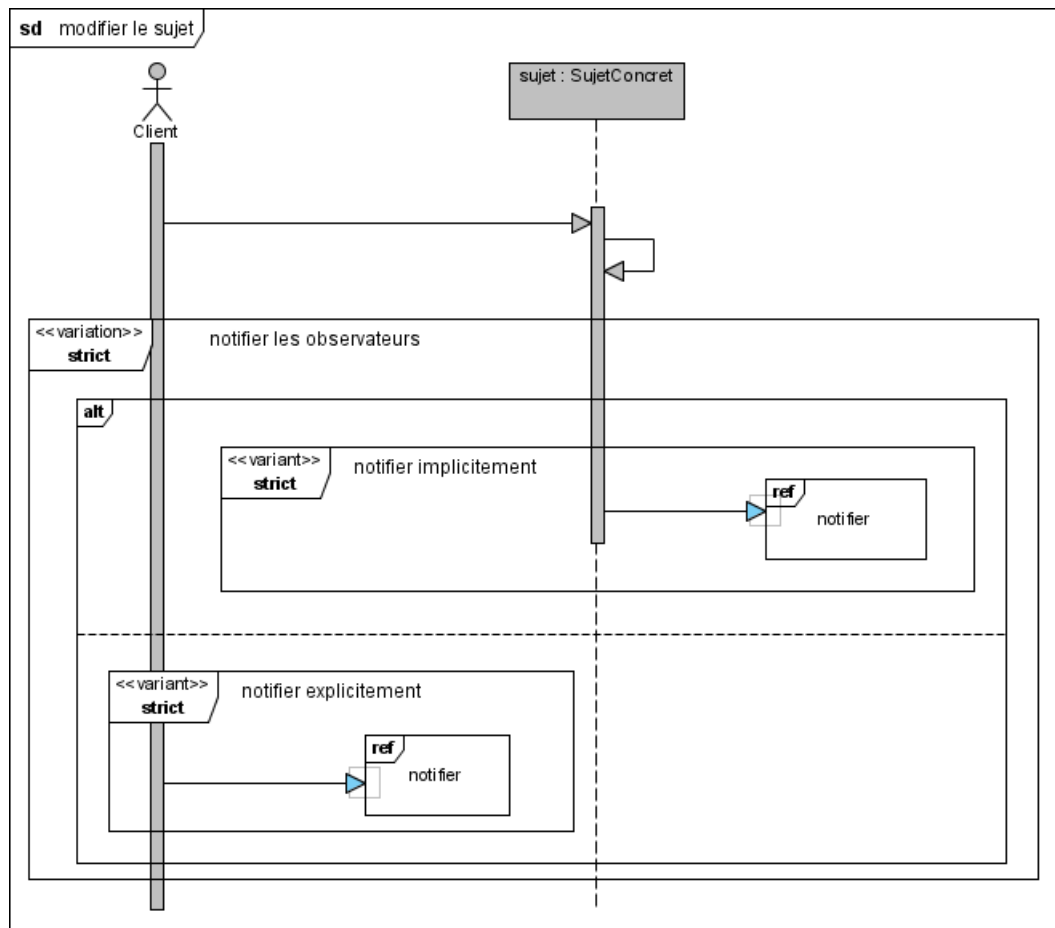 sd modifier le sujet
sujet : SujetConcret
Client
<<variation>>
strict
notifier les observateurs
alt
<<variant>>
strict
notifier implicitement
ref
notifier
<<variant>>
strict
notifier explicitement
ref
notifier